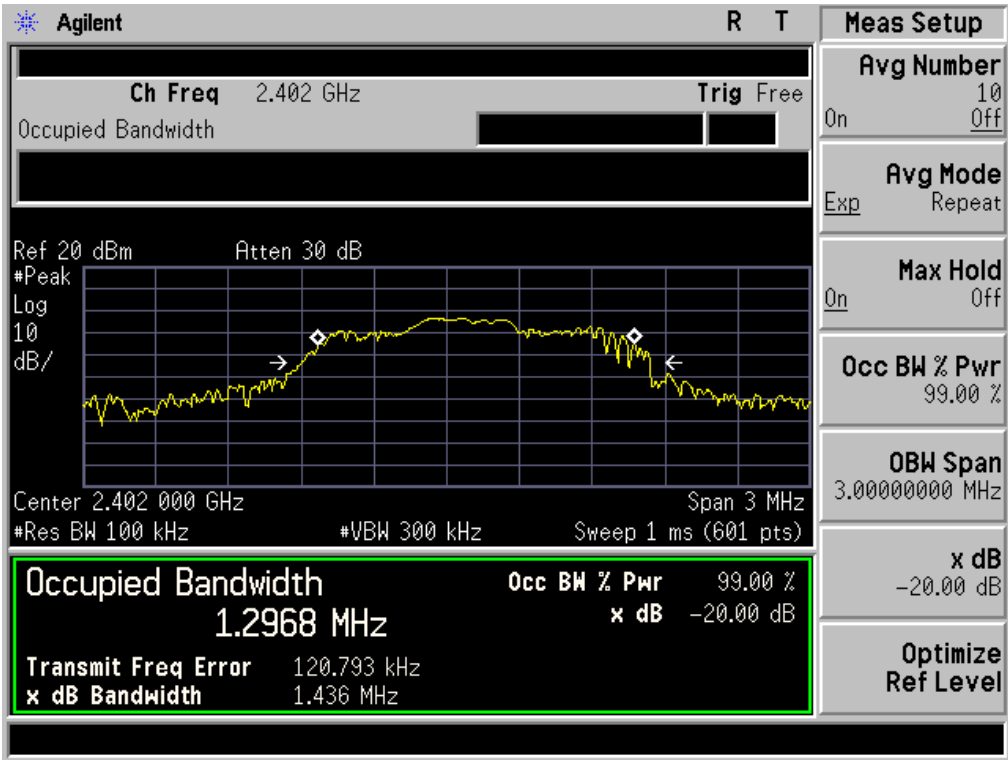 Agilent R T Meas Setup
Ch Freq 2.402 GHz Trig Free
Occupied Bandwidth
Avg Number
10
On Off
Avg Mode
Exp Repeat
Max Hold
On Off
Occ BW % Pwr
99.00 %
OBW Span
3.00000000 MHz
x dB
-20.00 dB
Optimize
Ref Level
Ref 20 dBm Atten 30 dB
#Peak
Log
10
dB/
Center 2.402 000 GHz Span 3 MHz
#Res BW 100 kHz #VBW 300 kHz Sweep 1 ms (601 pts)
Occupied Bandwidth Occ BW % Pwr 99.00 %
1.2968 MHz x dB -20.00 dB
Transmit Freq Error 120.793 kHz
x dB Bandwidth 1.436 MHz